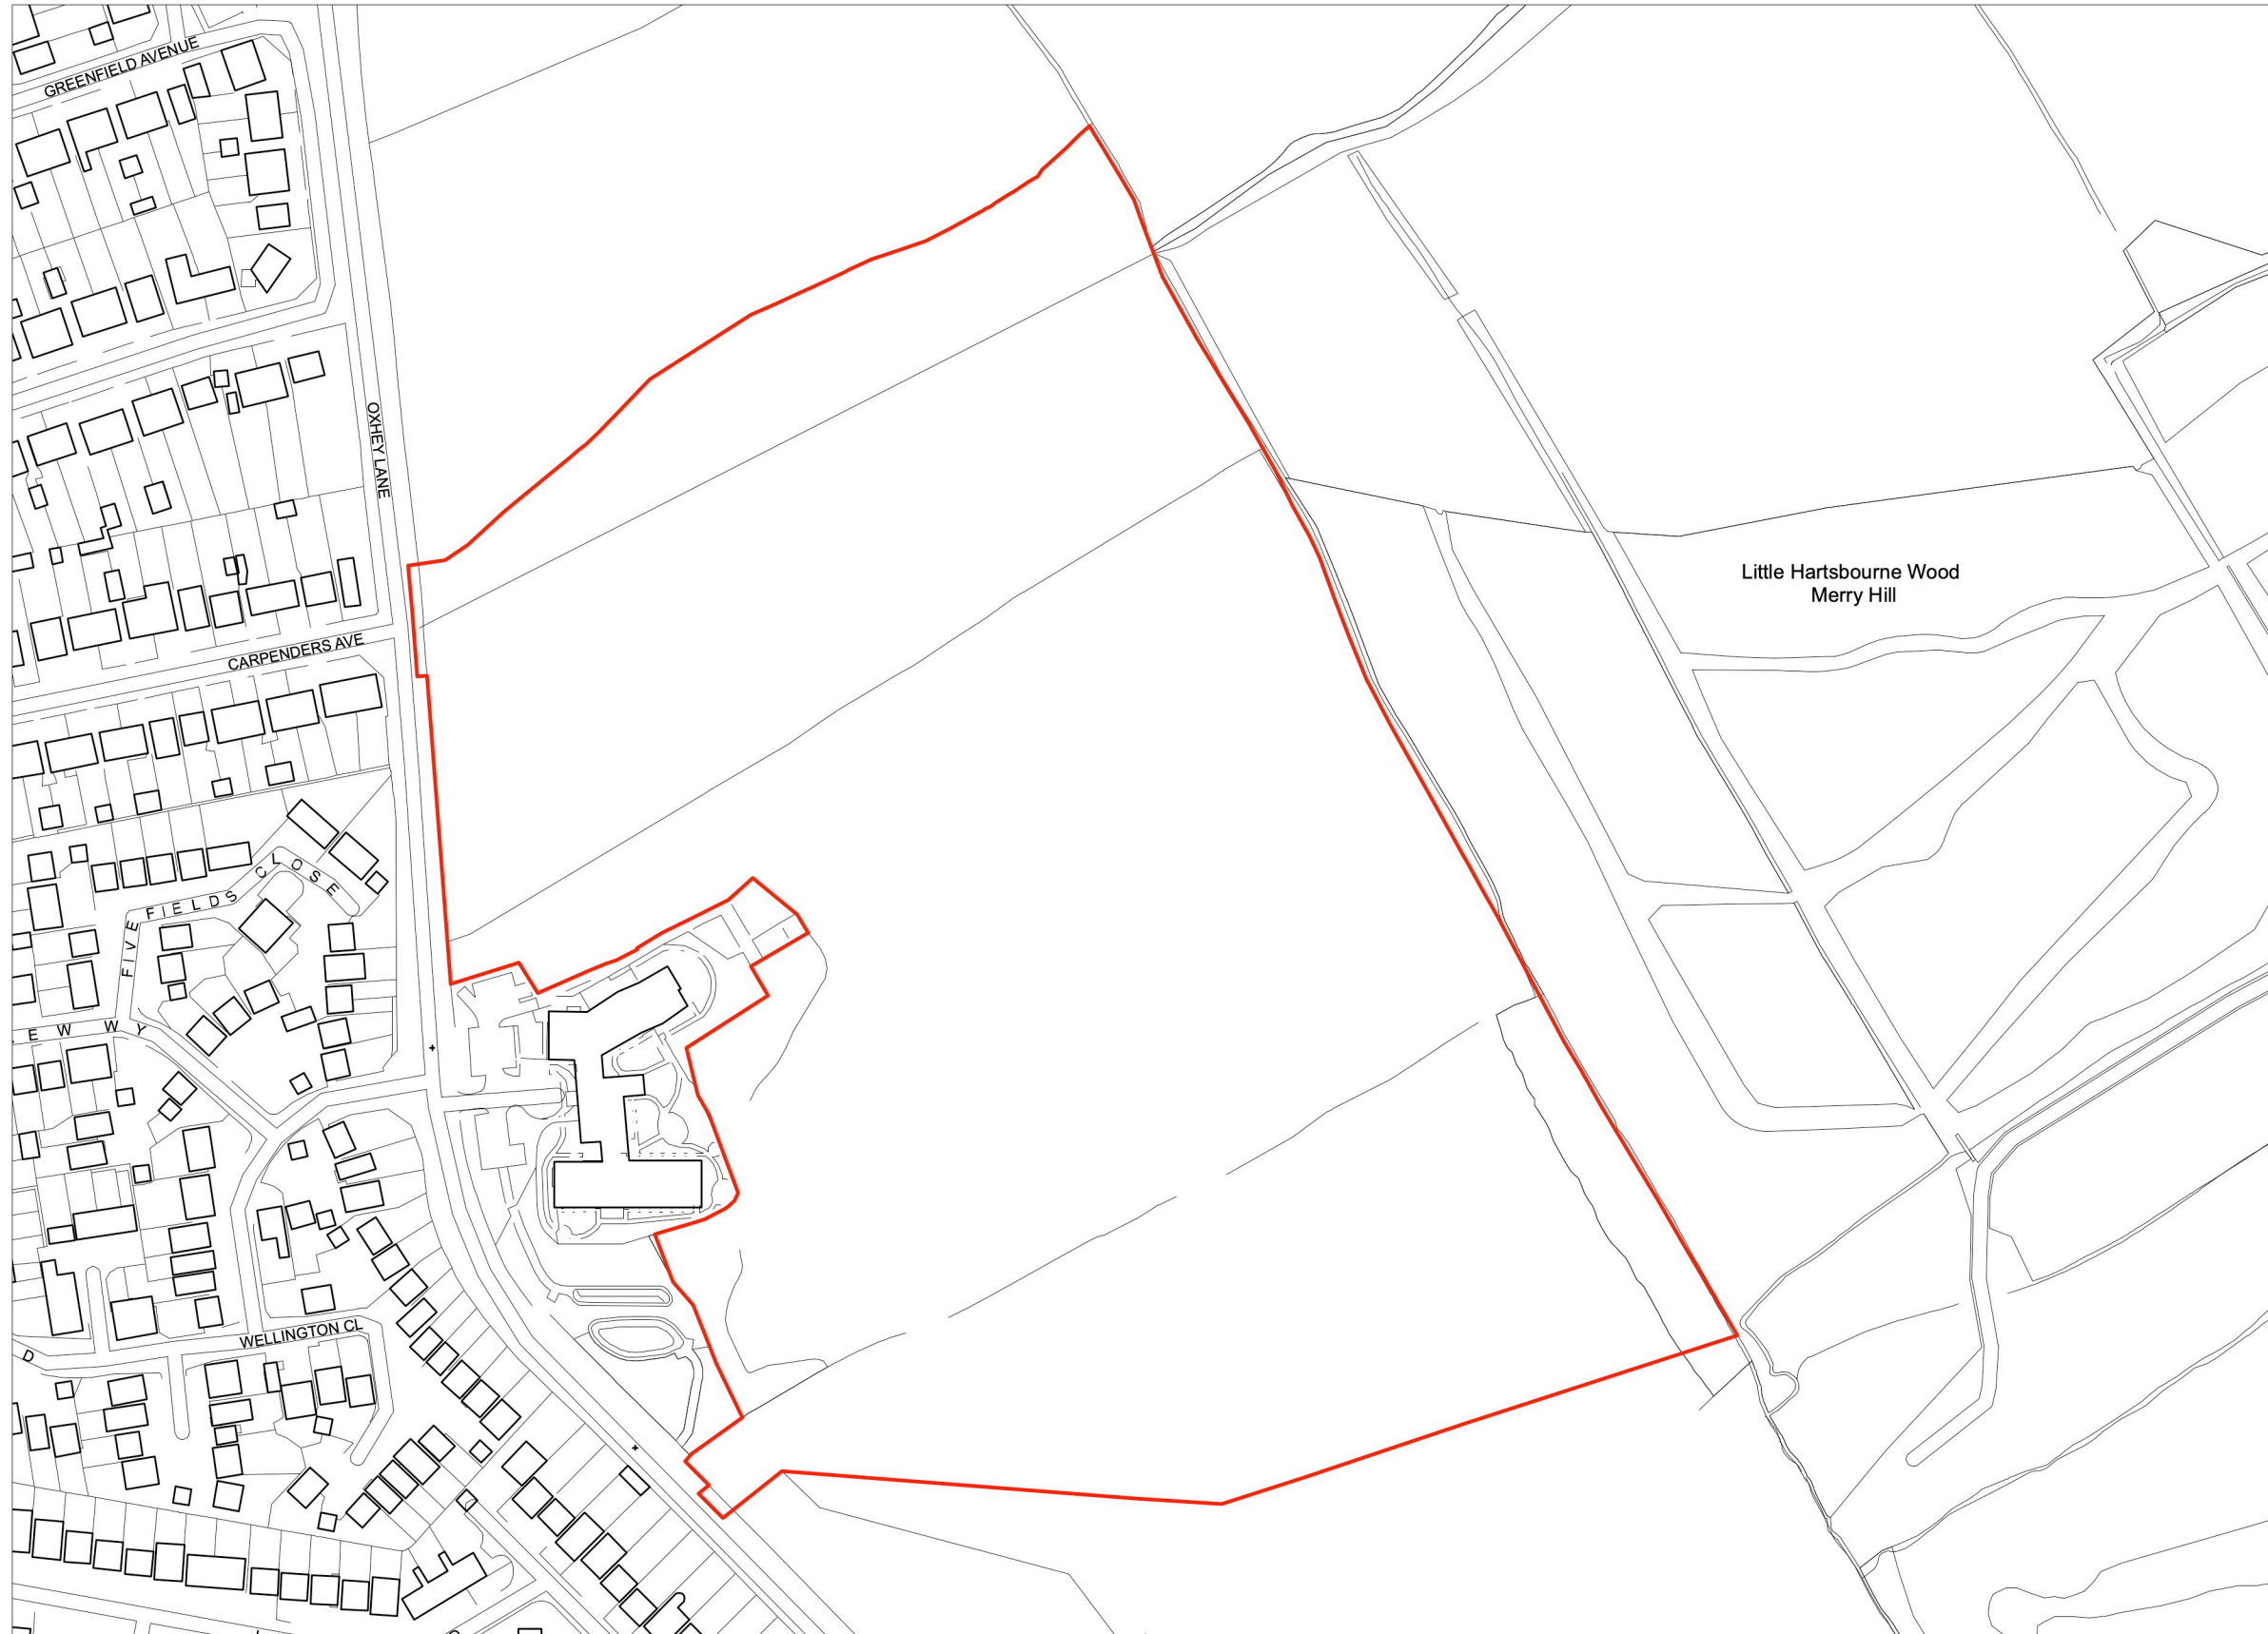 GREENFIELD AVENUE
OXHEY LANE
Little Hartsbourne Wood
Merry Hill
CARPENDERS AVE
FIVE FIELDS CLOSE
EW WY
WELLINGTON CL
D